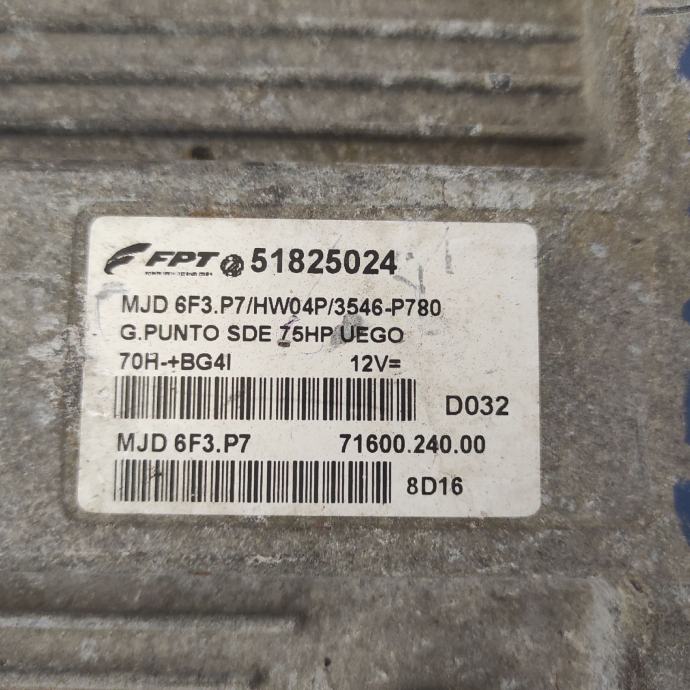 FPT 51825024
MJD 6F3.P7/HW04P/3546-P780
G.PUNTO SDE 75HP UEGO
70H-+BG4I 12V=
D032
MJD 6F3.P7 71600.240.00
8D16